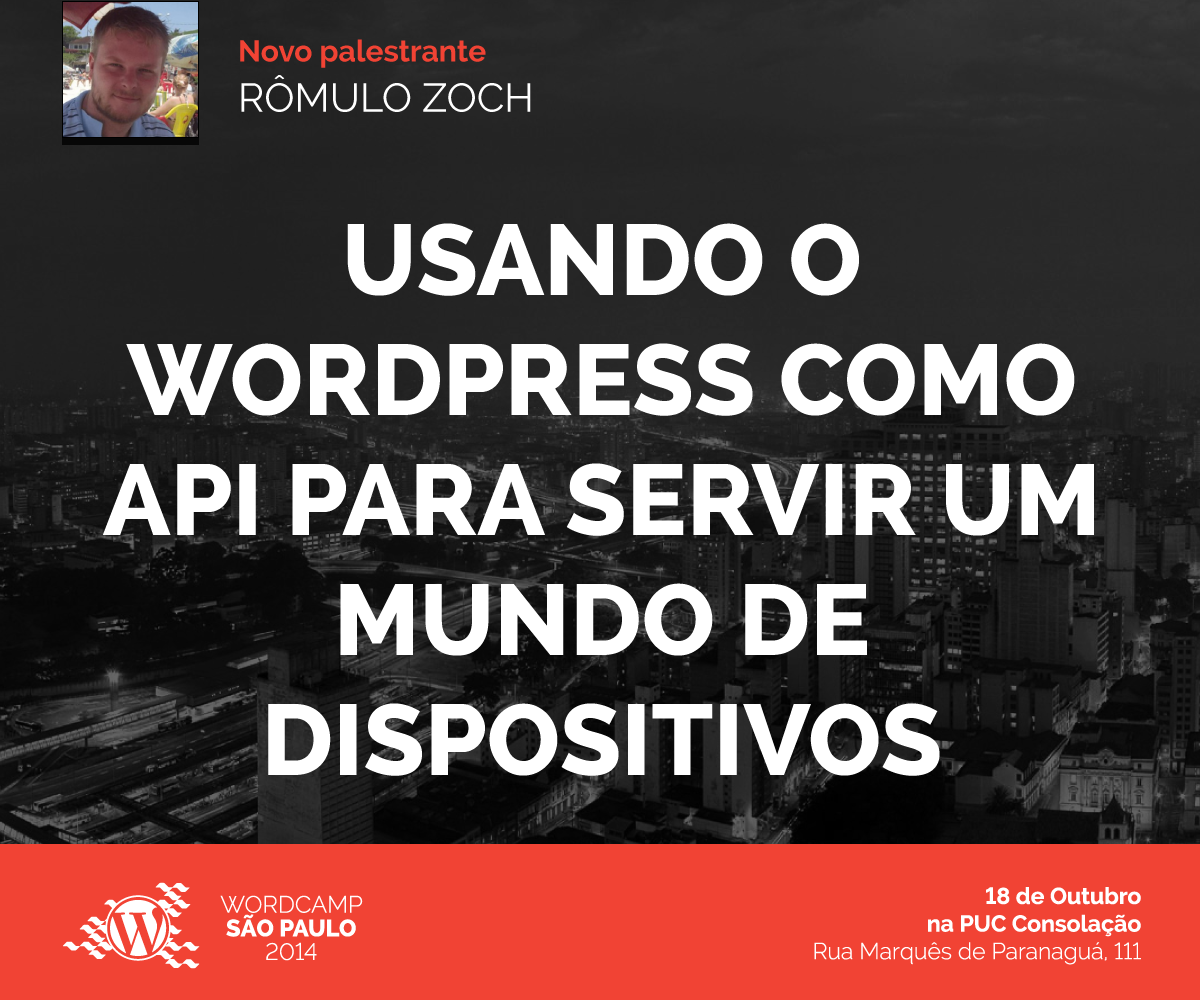 Novo palestrante
RÔMULO ZOCH
USANDO O
WORDPRESS COMO
API PARA SERVIR UM
MUNDO DE
DISPOSITIVOS
WORDCAMP
SÃO PAULO
2014
18 de Outubro
na PUC Consolação
Rua Marquês de Paranaguá, 111